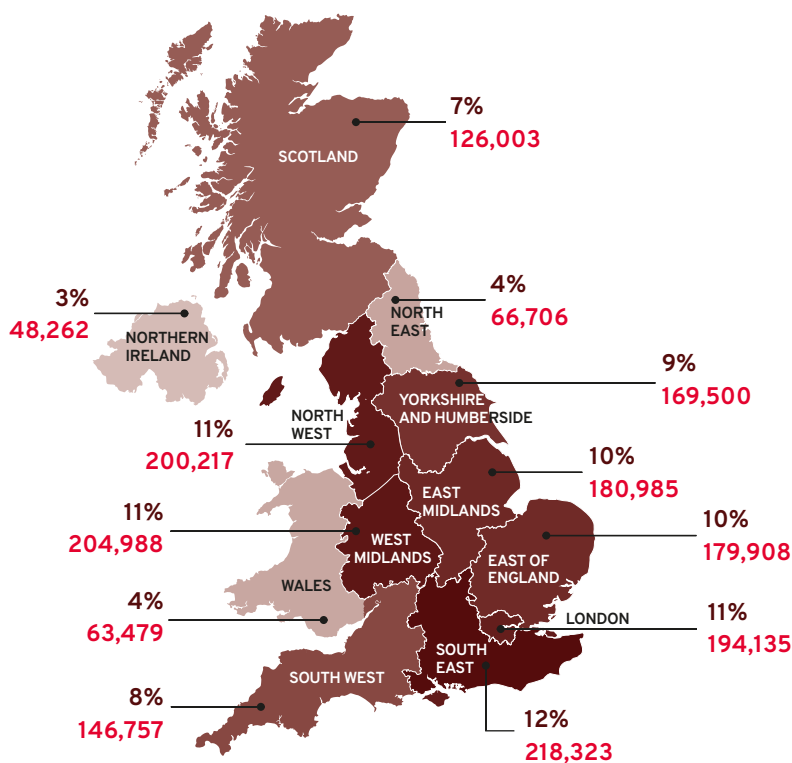 7%
126,003
SCOTLAND
4%
66,706
NORTH
EAST
3%
48,262
NORTHERN
IRELAND
9%
169,500
YORKSHIRE
AND HUMBERSIDE
NORTH
WEST
11%
200,217
10%
180,985
EAST
MIDLANDS
11%
204,988
WEST
MIDLANDS
10%
179,908
EAST OF
ENGLAND
WALES
4%
63,479
LONDON
11%
194,135
SOUTH
EAST
SOUTH WEST
8%
146,757
12%
218,323